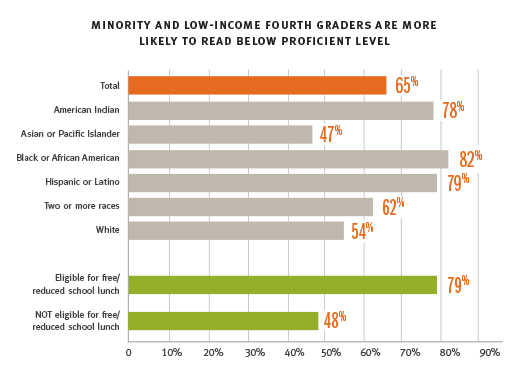 MINORITY AND LOW-INCOME FOURTH GRADERS ARE MORE
LIKELY TO READ BELOW PROFICIENT LEVEL
Total 65%
American Indian 78%
Asian or Pacific Islander 47%
Black or African American 82%
Hispanic or Latino 79%
Two or more races 62%
White 54%
Eligible for free/
reduced school lunch 79%
NOT eligible for free/
reduced school lunch 48%
0 10% 20% 30% 40% 50% 60% 70% 80% 90%